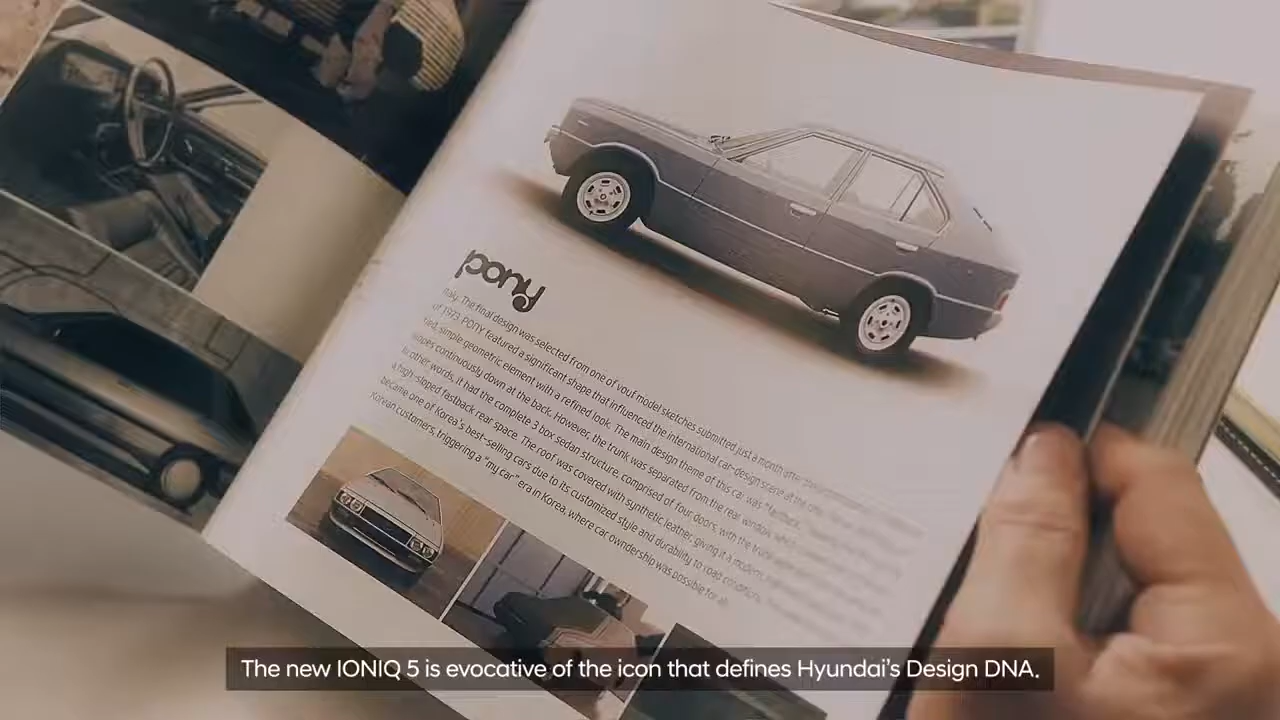 pony
Italy. The final design was selected from one of youf model sketches submitted just a month after
of 1973. PONY featured a significant shape that influenced the international car-design scene at the
simple geometric element with a refined look. The main design theme of this car was
slopes continuously down at the back. However, the trunk was separated from the rear window,
In other words, it had the complete 3 box sedan structure, comprised of four doors, with the trunk
a high-sloped fastback rear space. The roof was covered with synthetic leather, giving it a modern,
became one of Korea's best-selling cars due to its customized style and durability to road conditions.
Korean customers, triggering a "my car" era in Korea, where car owndership was possible for all.
The new IONIQ 5 is evocative of the icon that defines Hyundai's Design DNA.